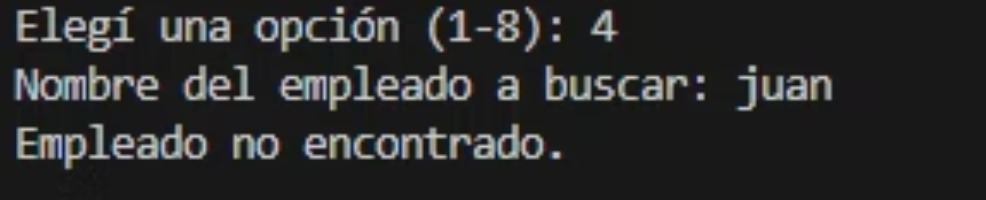 Elegí una opción (1-8): 4
Nombre del empleado a buscar: juan
Empleado no encontrado.